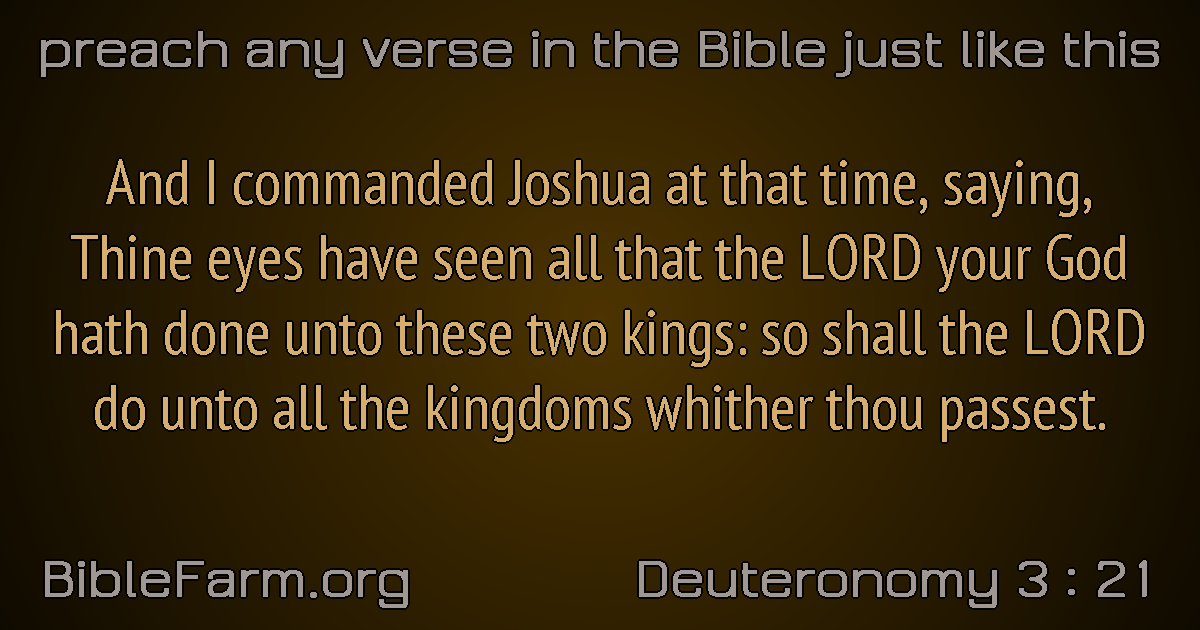 preach any verse in the Bible just like this
And I commanded Joshua at that time, saying,
Thine eyes have seen all that the LORD your God
hath done unto these two kings: so shall the LORD
do unto all the kingdoms whither thou passest.
BibleFarm.org
Deuteronomy 3 : 21